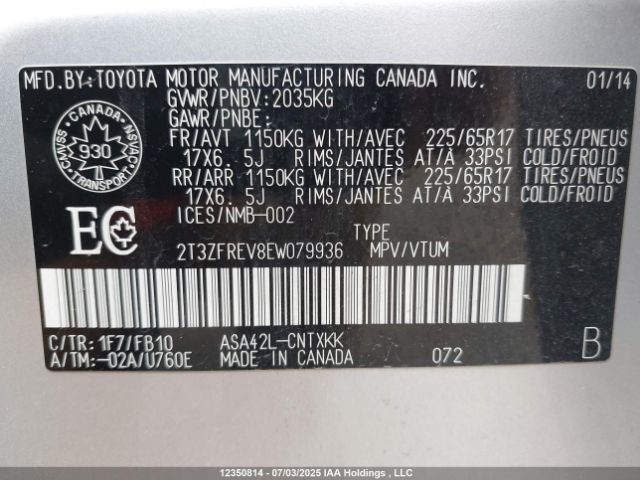 MFD.BY:TOYOTA MOTOR MANUFACTURING CANADA INC. 01/14
GVWR/PNBV:2035KG
GAWR/PNBE:
FR/AVT 1150KG WITH/AVEC 225/65R17 TIRES/PNEUS
17X6.5J RIMS/JANTES AT/À 33PSI COLD/FROID
RR/ARR 1150KG WITH/AVEC 225/65R17 TIRES/PNEUS
17X6.5J RIMS/JANTES AT/À 33PSI COLD/FROID
ICES/NMB-002
CANADA
CMVSS
930
NSVAC
TRANSPORT
EC
TYPE
2T3ZFREV8EW079936 MPV/VTUM
C/TR: 1F7/FB10 ASA42L-CNTXKK
A/TM:-02A/U760E MADE IN CANADA 072 B
12350814 - 07/03/2025 IAA Holdings, LLC